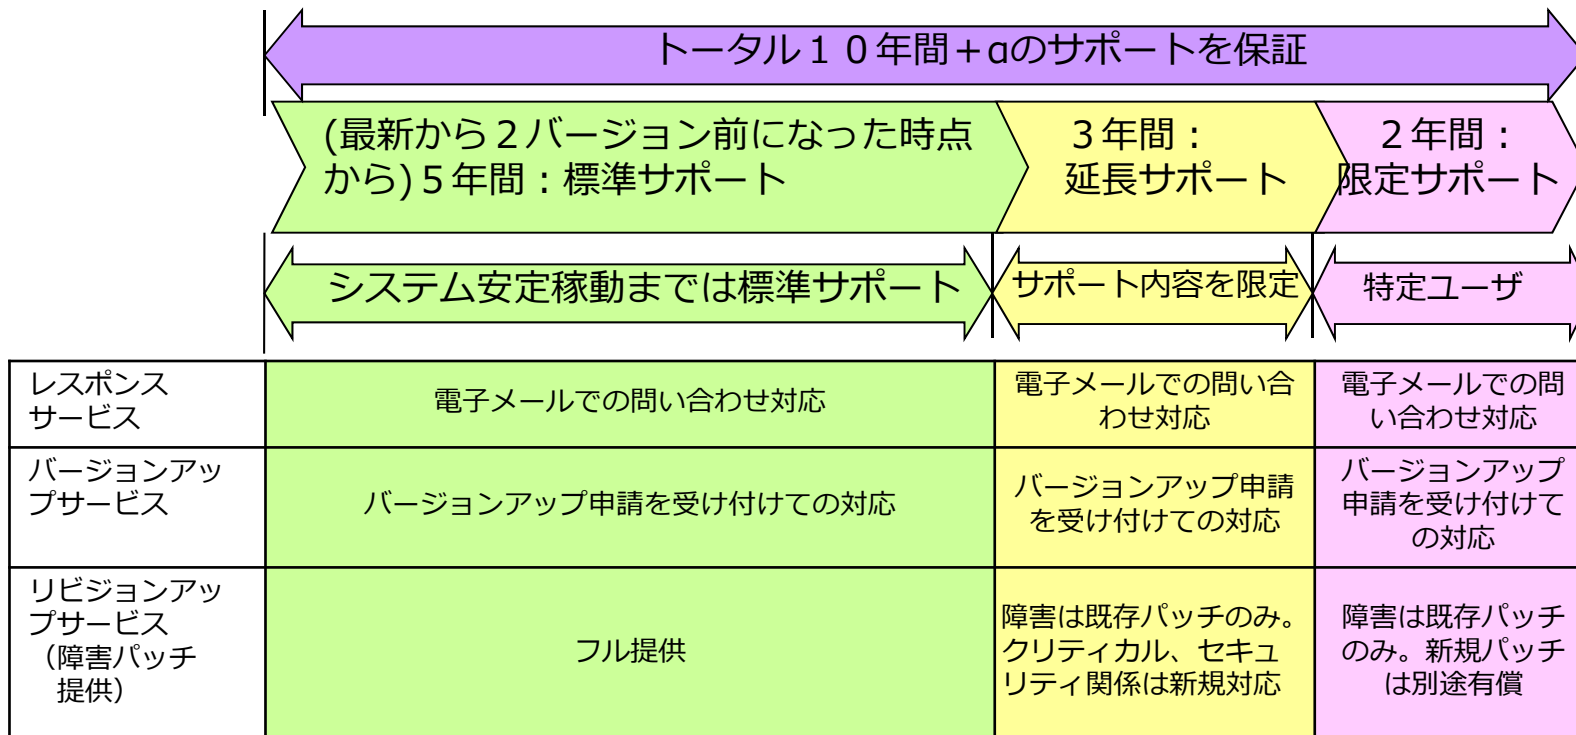 トータル１０年間＋αのサポートを保証
(最新から２バージョン前になった時点
から)５年間：標準サポート
３年間：
延長サポート
２年間：
限定サポート
システム安定稼動までは標準サポート
サポート内容を限定
特定ユーザ
レスポンス
サービス
電子メールでの問い合わせ対応
電子メールでの問い合
わせ対応
電子メールでの問
い合わせ対応
バージョンアッ
プサービス
バージョンアップ申請を受け付けての対応
バージョンアップ申請
を受け付けての対応
バージョンアップ
申請を受け付けて
の対応
リビジョンアッ
プサービス
（障害パッチ
提供）
フル提供
障害は既存パッチのみ。
クリティカル、セキュ
リティ関係は新規対応
障害は既存パッチ
のみ。新規パッチ
は別途有償